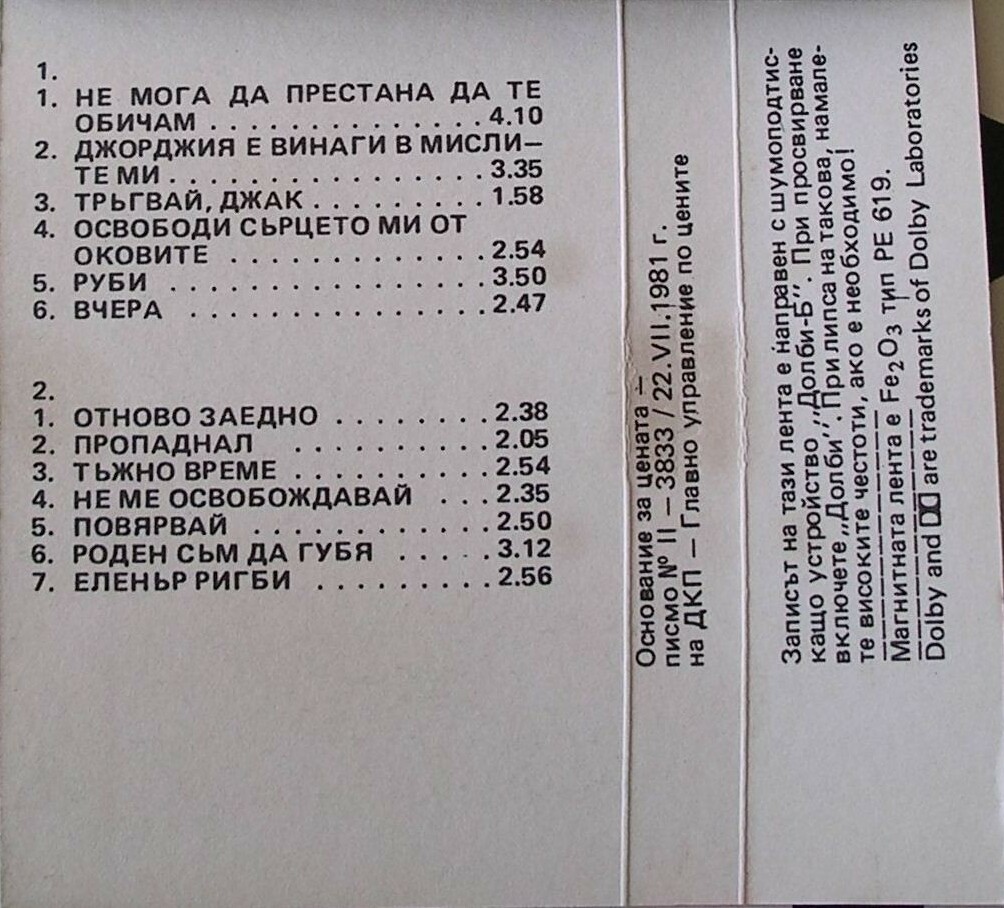 1.
1. НЕ МОГА ДА ПРЕСТАНА ДА ТЕ
ОБИЧАМ . . . . . . . . . . . . . . 4.10
2. ДЖОРДЖИЯ Е ВИНАГИ В МИСЛИ–
ТЕ МИ . . . . . . . . . . . . . . . . 3.35
3. ТРЪГВАЙ, ДЖАК . . . . . . . . . 1.58
4. ОСВОБОДИ СЪРЦЕТО МИ ОТ
ОКОВИТЕ . . . . . . . . . . . . . 2.54
5. РУБИ . . . . . . . . . . . . . . . . . 3.50
6. ВЧЕРА . . . . . . . . . . . . . . . . 2.47
2.
1. ОТНОВО ЗАЕДНО . . . . . . . . 2.38
2. ПРОПАДНАЛ . . . . . . . . . . 2.05
3. ТЪЖНО ВРЕМЕ . . . . . . . . . . 2.54
4. НЕ МЕ ОСВОБОЖДАВАЙ . . . 2.35
5. ПОВЯРВАЙ . . . . . . . . . . . . 2.50
6. РОДЕН СЪМ ДА ГУБЯ . . . . . 3.12
7. ЕЛЕНЪР РИГБИ . . . . . . . . . 2.56
Основание за цената –
писмо № II – 3833 / 22.VII.1981 г.
на ДКП – Главно управление по цените
Записът на тази лента е направен с шумоподтис-
кащо устройство „Долби-Б". При просвирване
включете „Долби". При липса на такова, намале-
те високите честоти, ако е необходимо!
Магнитната лента е Fe2O3 тип PE 619.
Dolby and DD are trademarks of Dolby Laboratories